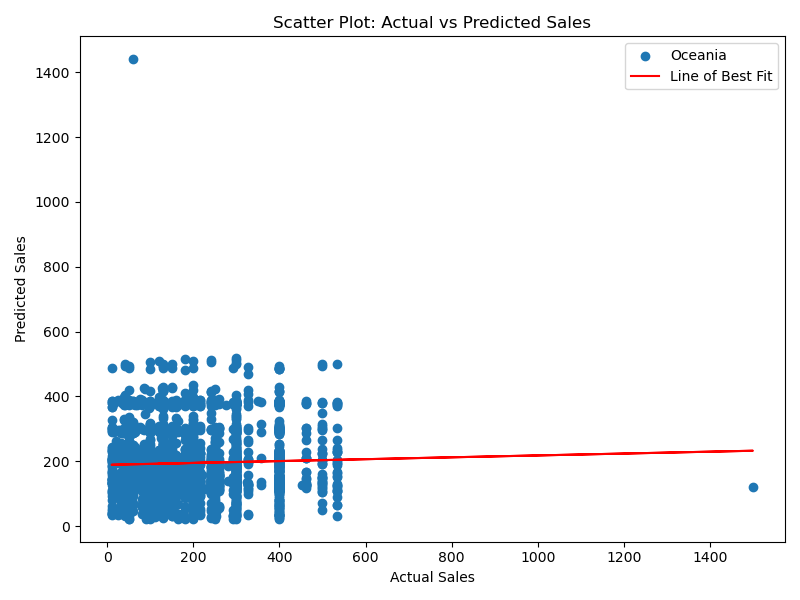 Scatter Plot: Actual vs Predicted Sales
Oceania
Line of Best Fit
1400
1200
1000
800
600
400
200
0
Predicted Sales
0 200 400 600 800 1000 1200 1400
Actual Sales